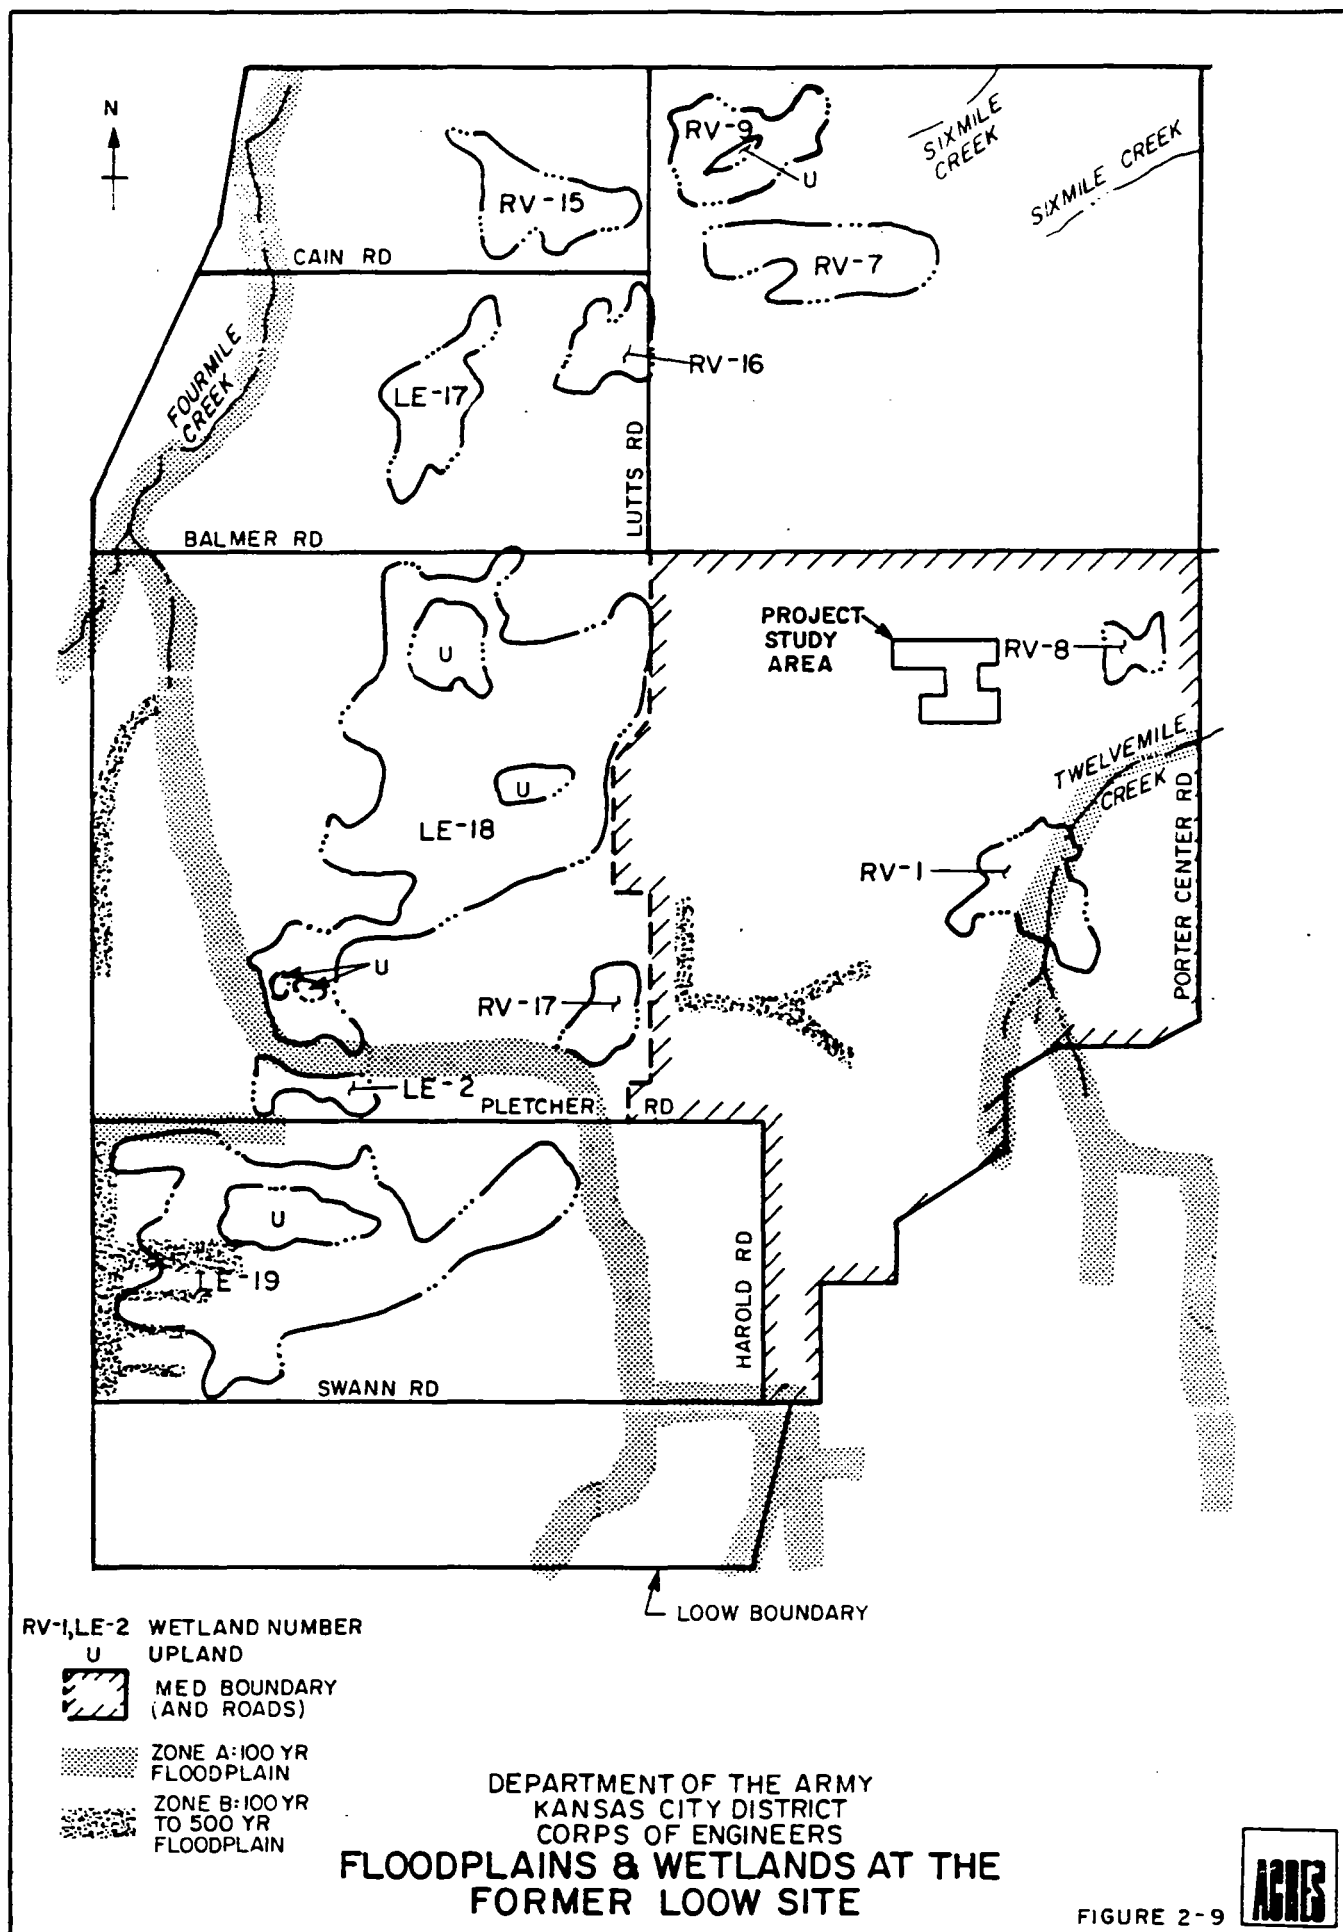 N
RV-9
U
SIXMILE
CREEK
SIXMILE CREEK
RV-15
CAIN RD
RV-7
FOURMILE
CREEK
RV-16
LE-17
LUTTS RD
BALMER RD
PROJECT
STUDY
AREA
RV-8
U
TWELVEMILE
CREEK
U
LE-18
RV-1
PORTER CENTER RD
U
RV-17
LE-2
PLETCHER RD
U
LE-19
HAROLD RD
SWANN RD
LOOW BOUNDARY
RV-1,LE-2 WETLAND NUMBER
U UPLAND
MED BOUNDARY
(AND ROADS)
ZONE A:100 YR
FLOODPLAIN
ZONE B:100 YR
TO 500 YR
FLOODPLAIN
DEPARTMENT OF THE ARMY
KANSAS CITY DISTRICT
CORPS OF ENGINEERS
FLOODPLAINS & WETLANDS AT THE
FORMER LOOW SITE
FIGURE 2-9
ACRES